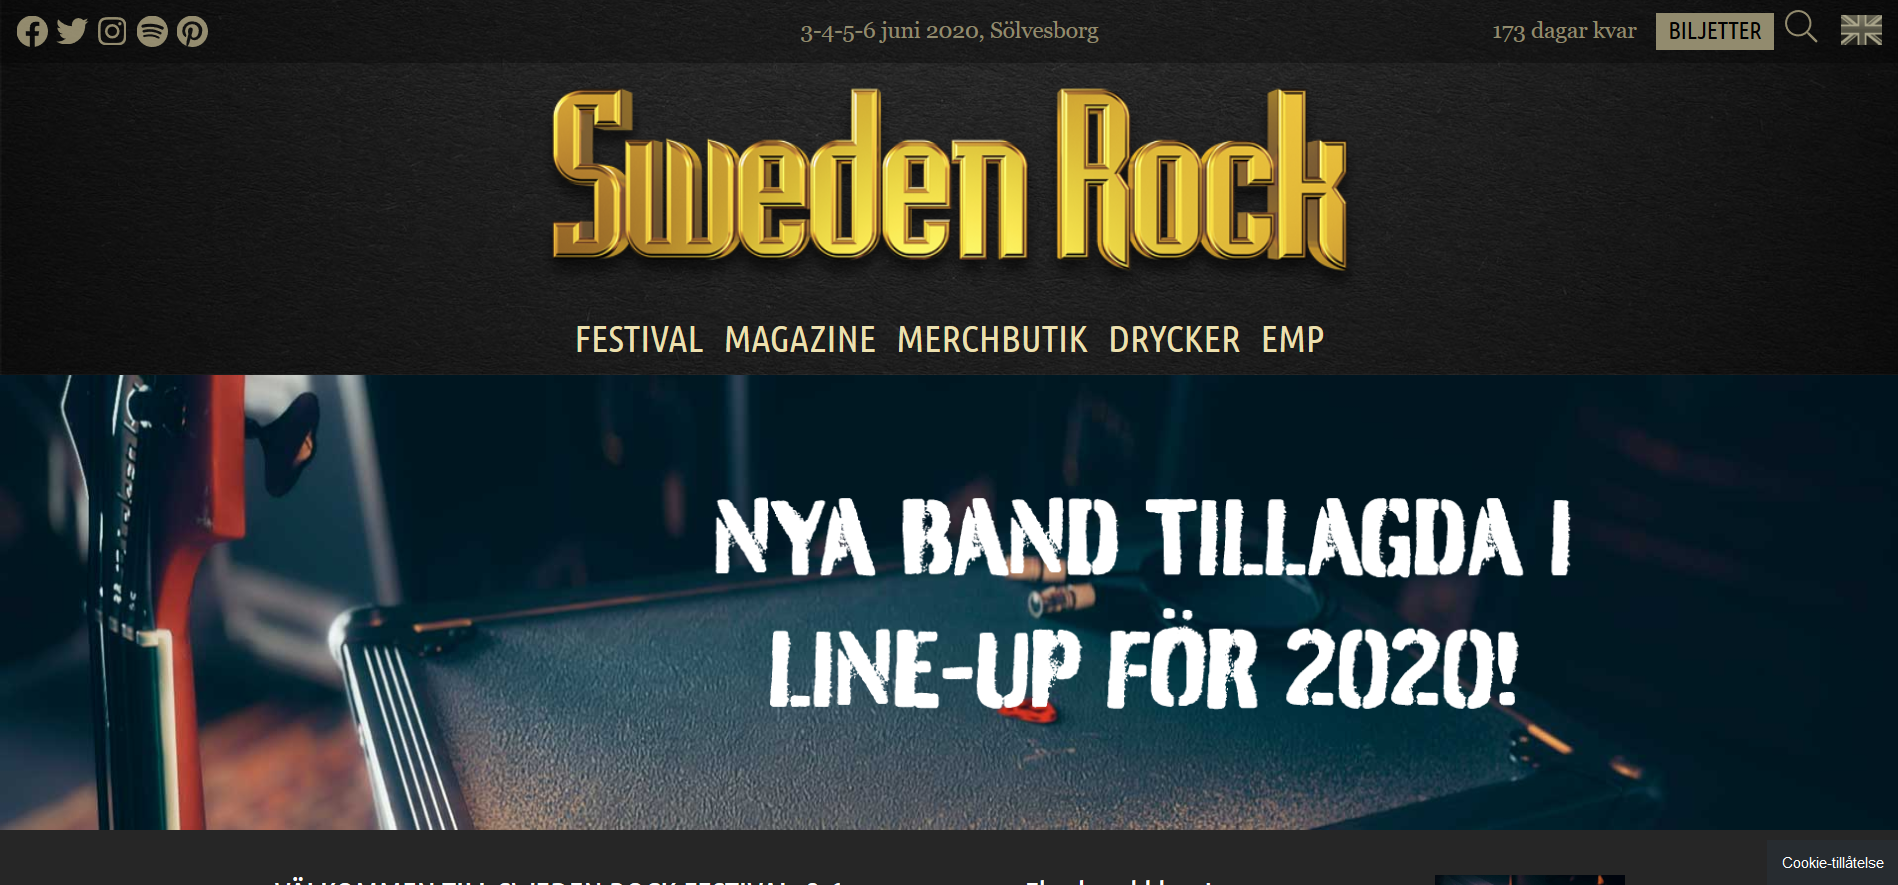 3-4-5-6 juni 2020, Sölvesborg
173 dagar kvar
BILJETTER
Sweden Rock
FESTIVAL MAGAZINE MERCHBUTIK DRYCKER EMP
NYA BAND TILLAGDA I
LINE-UP FÖR 2020!
Cookie-tillåtelse